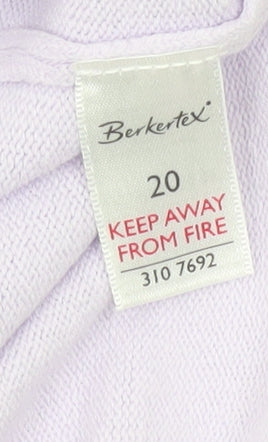 Berkertex
20
KEEP AWAY
FROM FIRE
310 7692